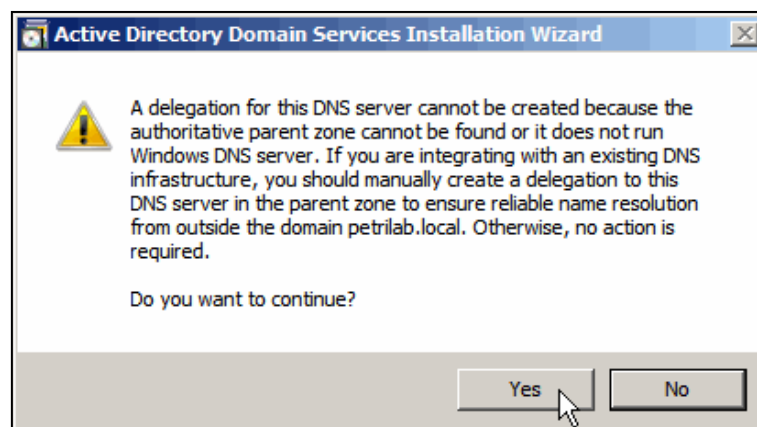 Active Directory Domain Services Installation Wizard
A delegation for this DNS server cannot be created because the
authoritative parent zone cannot be found or it does not run
Windows DNS server. If you are integrating with an existing DNS
infrastructure, you should manually create a delegation to this
DNS server in the parent zone to ensure reliable name resolution
from outside the domain petrilab.local. Otherwise, no action is
required.
Do you want to continue?
Yes
No